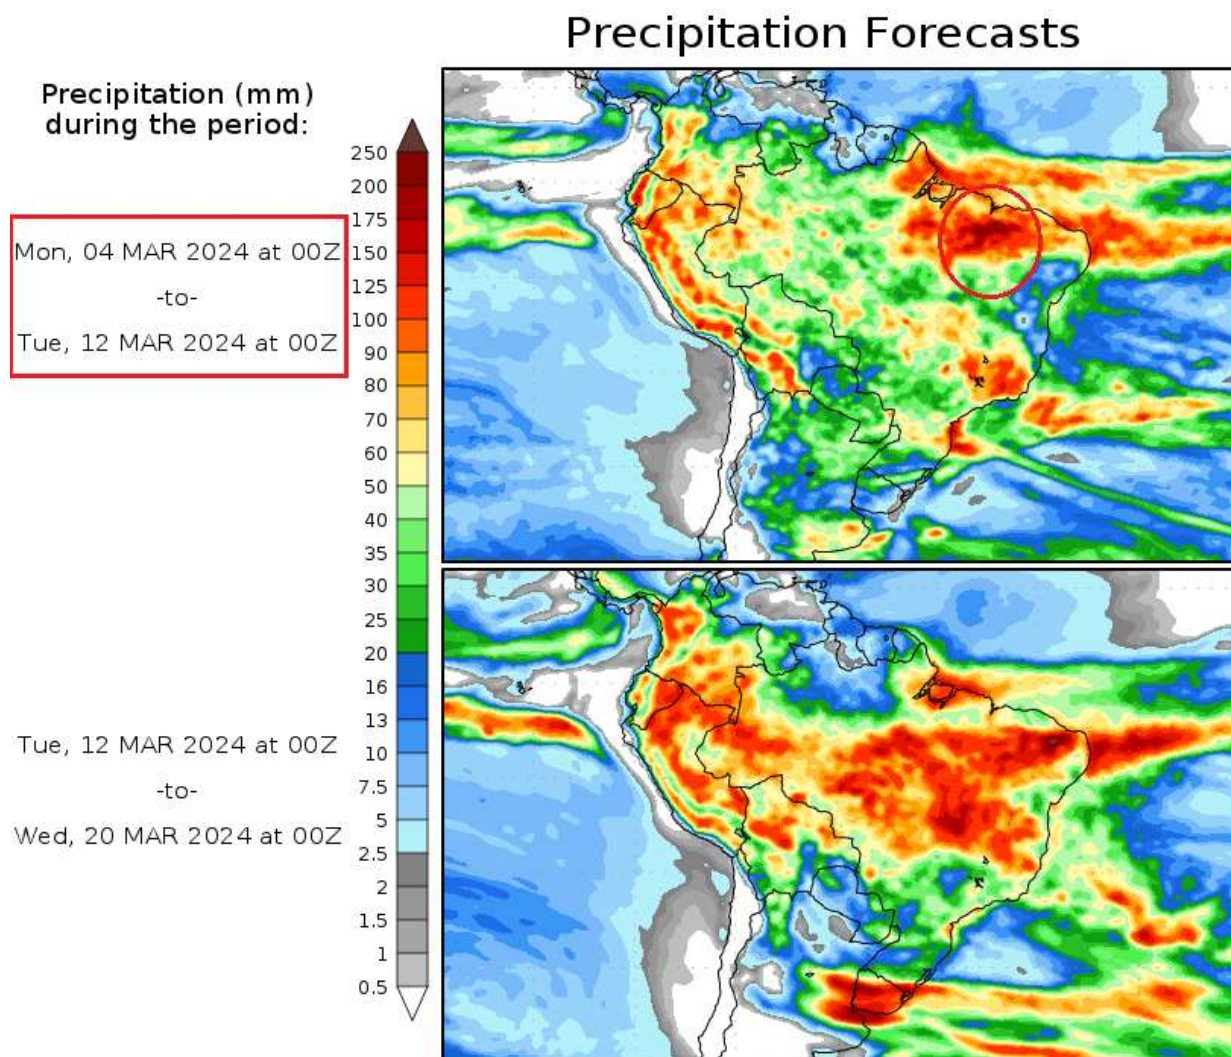 Precipitation Forecasts
Precipitation (mm)
during the period:
Mon, 04 MAR 2024 at 00Z
-to-
Tue, 12 MAR 2024 at 00Z
Tue, 12 MAR 2024 at 00Z
-to-
Wed, 20 MAR 2024 at 00Z
250
200
175
150
125
100
90
80
70
60
50
40
35
30
25
20
16
13
10
7.5
5
2.5
2
1.5
1
0.5